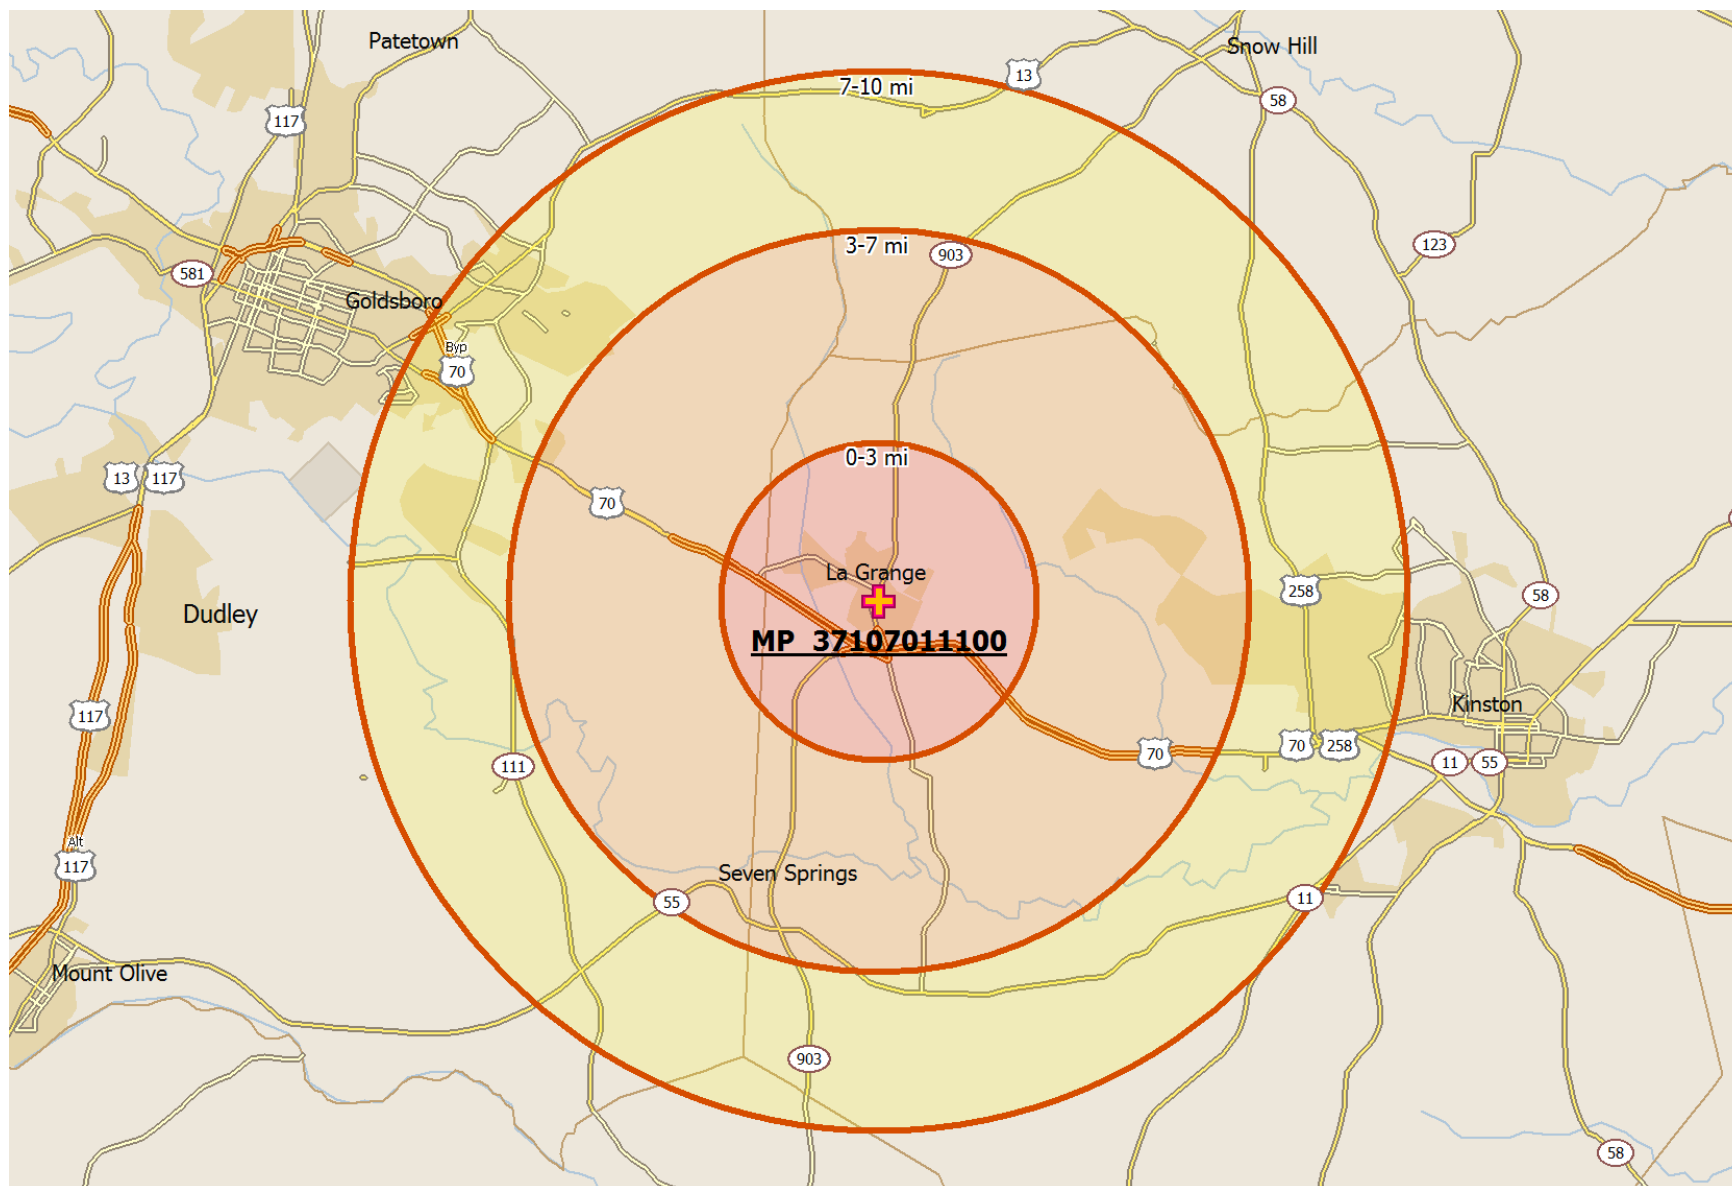 Patetown
Snow Hill
13
7-10 mi
58
117
3-7 mi
123
903
581
Goldsboro
Byp
70
0-3 mi
13 117
70
La Grange
258
58
Dudley
MP 37107011100
Kinston
117
70 258
70
11 55
111
Alt
117
Seven Springs
55
11
Mount Olive
903
58